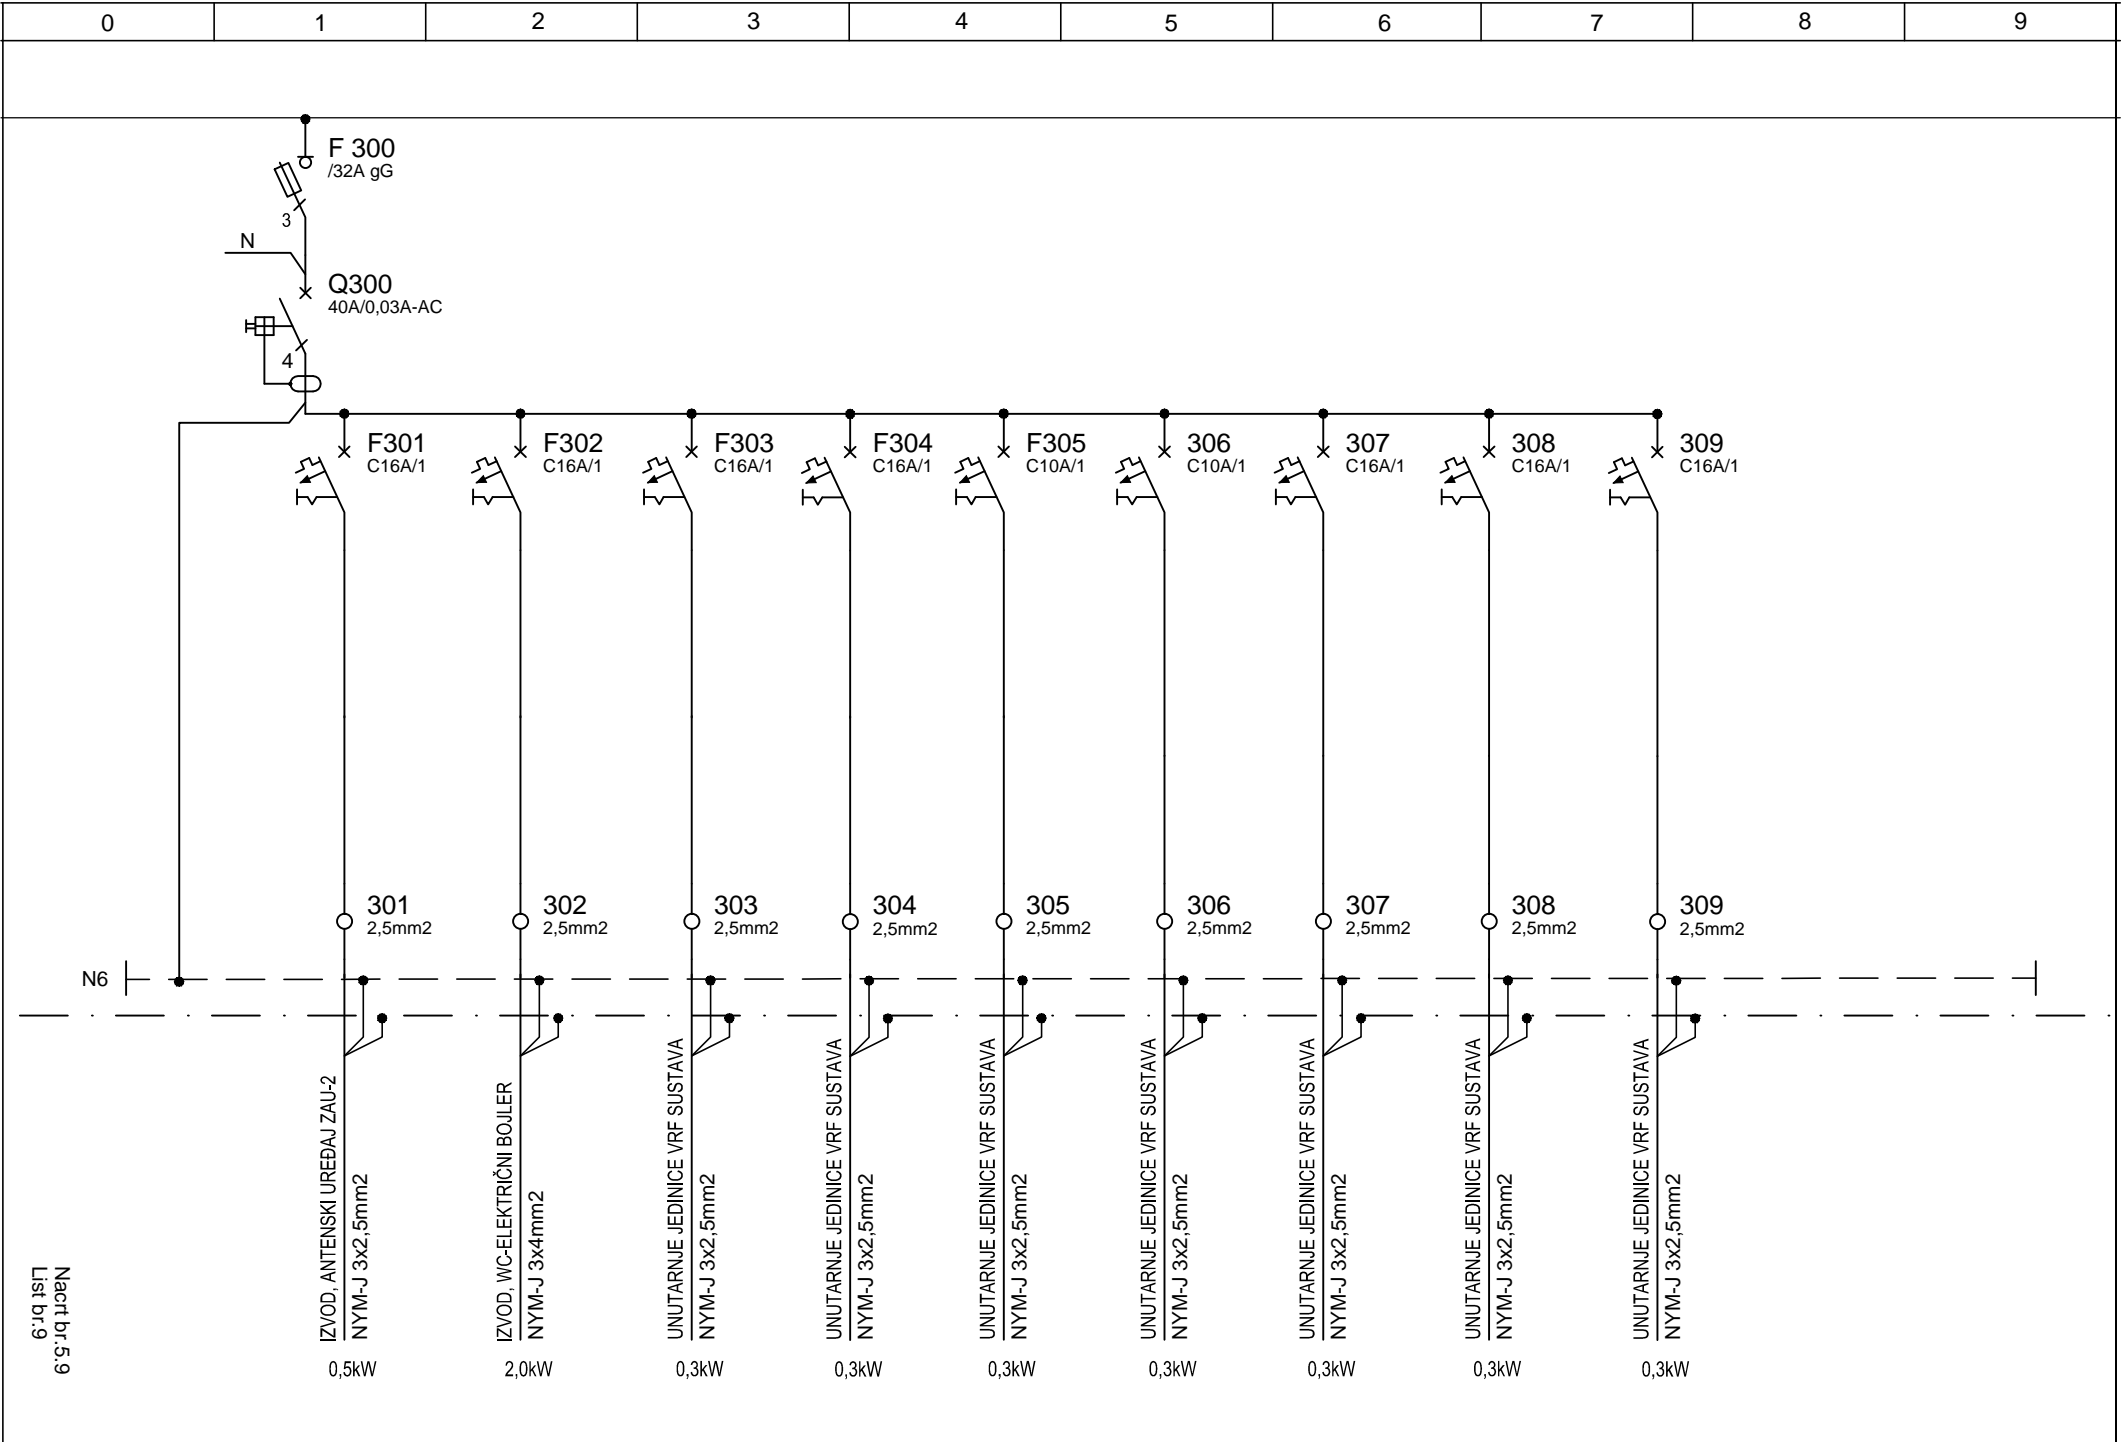 0 1 2 3 4 5 6 7 8 9
F 300
/32A gG
3
N
Q300
40A/0,03A-AC
4
F301 F302 F303 F304 F305 306 307 308 309
C16A/1 C16A/1 C16A/1 C16A/1 C10A/1 C10A/1 C16A/1 C16A/1 C16A/1
301 302 303 304 305 306 307 308 309
2,5mm2 2,5mm2 2,5mm2 2,5mm2 2,5mm2 2,5mm2 2,5mm2 2,5mm2 2,5mm2
N6
IZVOD, ANTENSKI UREĐAJ ZAU-2
NYM-J 3x2,5mm2
IZVOD, WC-ELEKTRIČNI BOJLER
NYM-J 3x4mm2
UNUTARNJE JEDINICE VRF SUSTAVA
NYM-J 3x2,5mm2
UNUTARNJE JEDINICE VRF SUSTAVA
NYM-J 3x2,5mm2
UNUTARNJE JEDINICE VRF SUSTAVA
NYM-J 3x2,5mm2
UNUTARNJE JEDINICE VRF SUSTAVA
NYM-J 3x2,5mm2
UNUTARNJE JEDINICE VRF SUSTAVA
NYM-J 3x2,5mm2
UNUTARNJE JEDINICE VRF SUSTAVA
NYM-J 3x2,5mm2
UNUTARNJE JEDINICE VRF SUSTAVA
NYM-J 3x2,5mm2
0,5kW 2,0kW 0,3kW 0,3kW 0,3kW 0,3kW 0,3kW 0,3kW 0,3kW
Nacrt br.5.9
List br.9